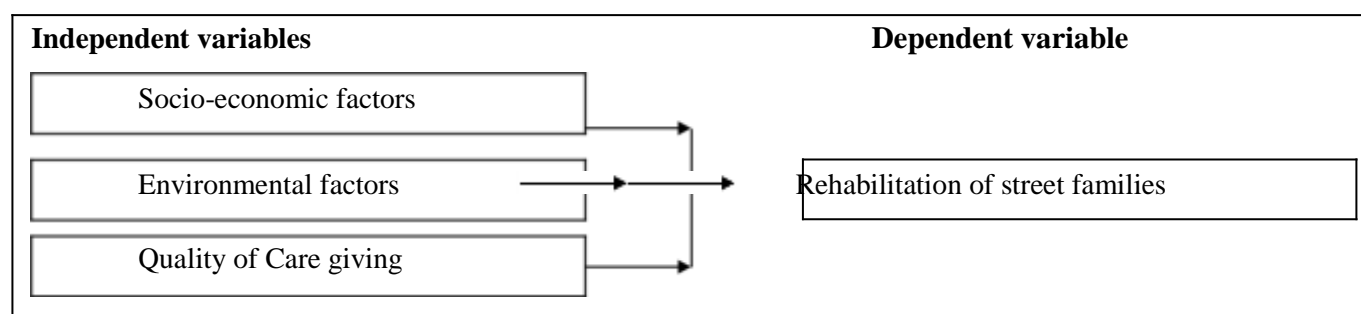 Independent variables
Dependent variable
Socio-economic factors
Environmental factors
Rehabilitation of street families
Quality of Care giving